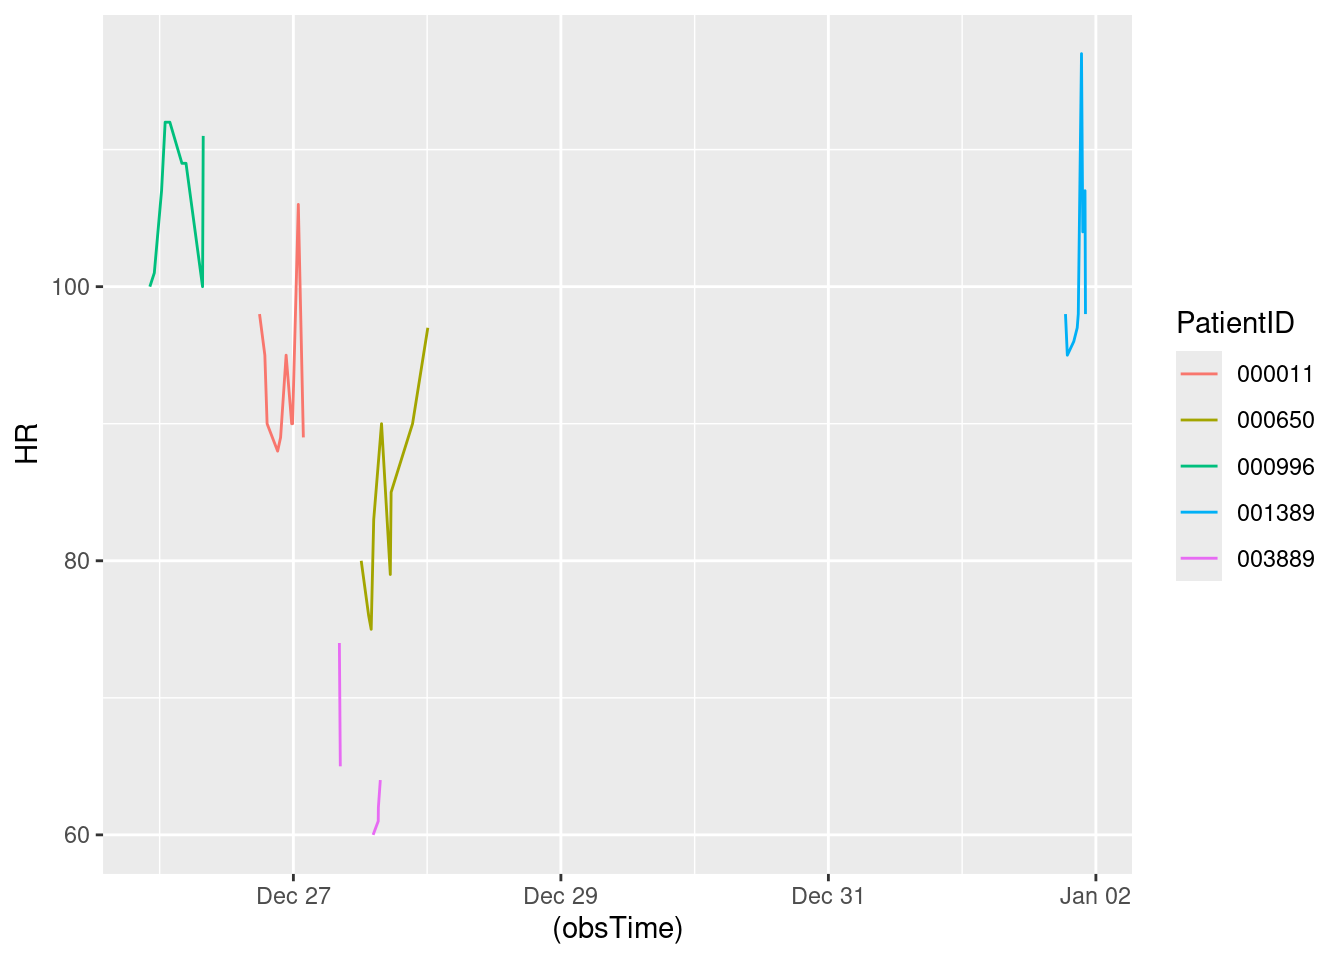 100
80
60
HR
Dec 27
Dec 29
Dec 31
Jan 02
(obsTime)
PatientID
000011
000650
000996
001389
003889